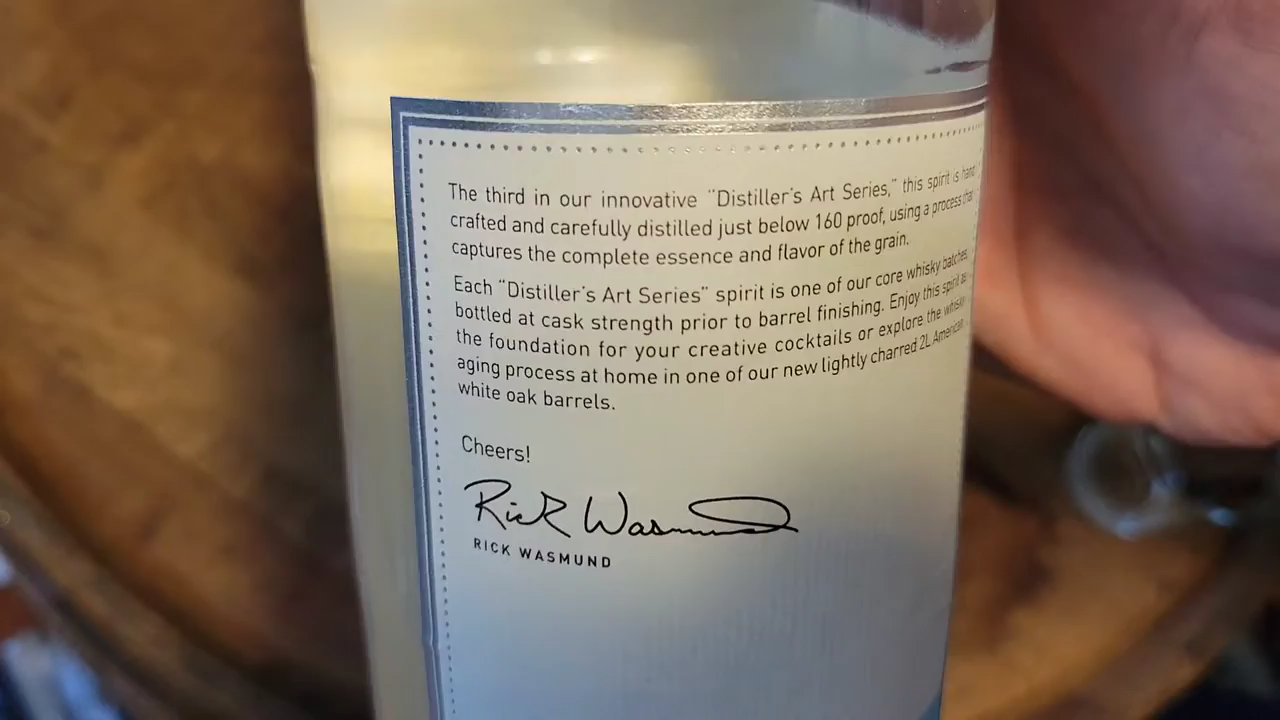 The third in our innovative "Distiller's Art Series," this spirit is hand
crafted and carefully distilled just below 160 proof, using a process that
captures the complete essence and flavor of the grain.
Each "Distiller's Art Series" spirit is one of our core whisky batches,
bottled at cask strength prior to barrel finishing. Enjoy this spirit as
the foundation for your creative cocktails or explore the whisky
aging process at home in one of our new lightly charred 2L American
white oak barrels.
Cheers!
Rick Wasmund
RICK WASMUND